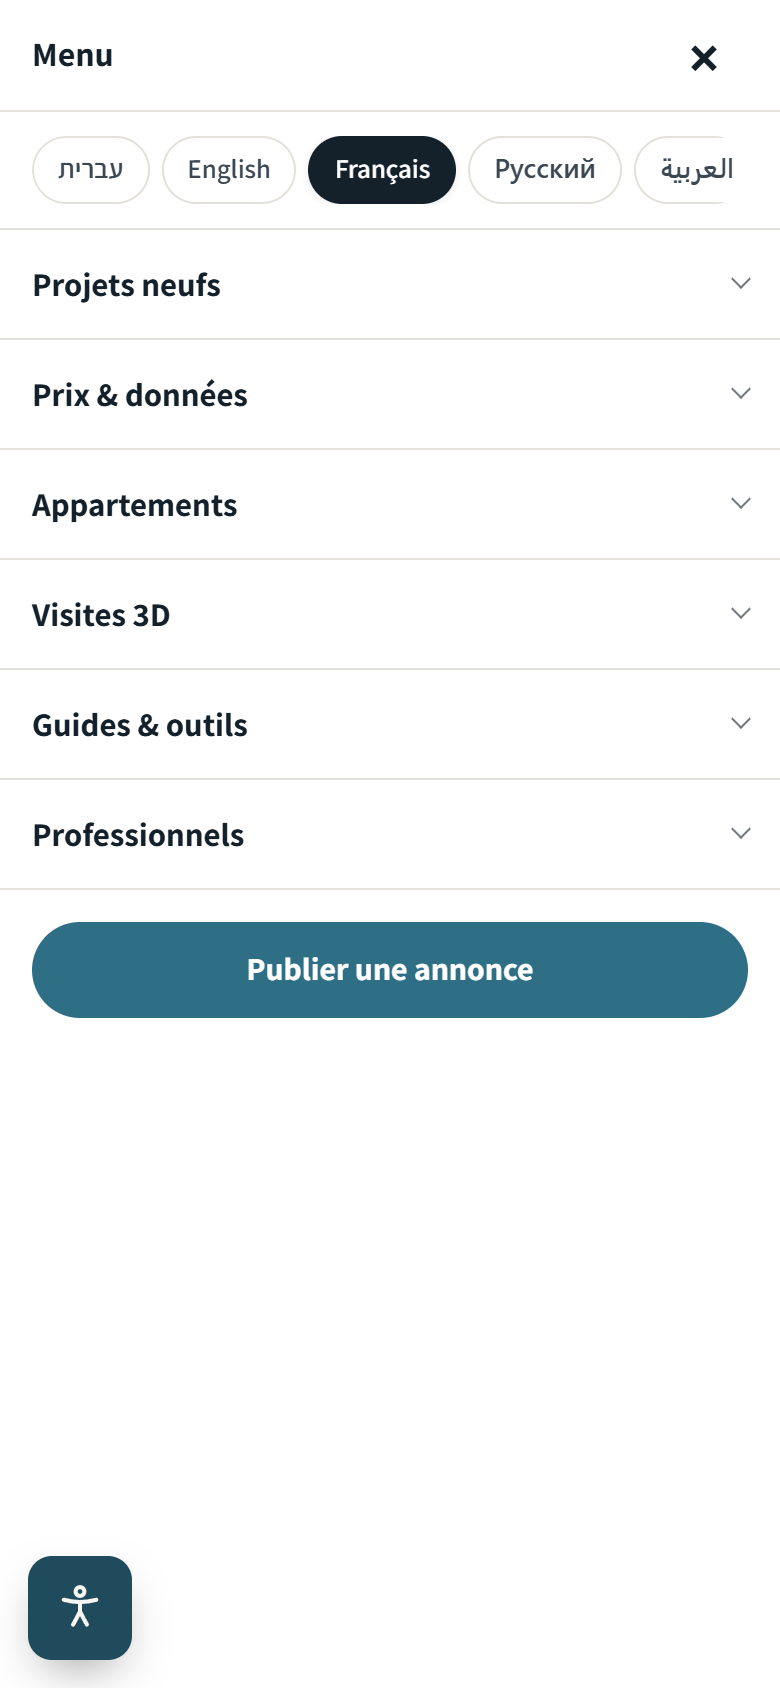 Menu
עברית
English
Français
Русский
العربية
Projets neufs
Prix & données
Appartements
Visites 3D
Guides & outils
Professionnels
Publier une annonce